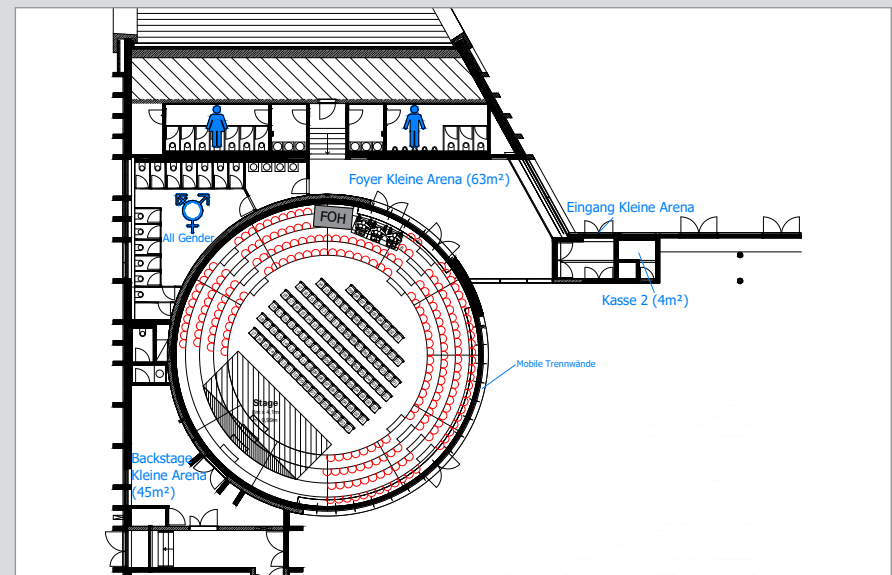 Foyer Kleine Arena (63m²)
Eingang Kleine Arena
FOH
All Gender
Kasse 2 (4m²)
Mobile Trennwände
Stage
Backstage
Kleine Arena
(45m²)